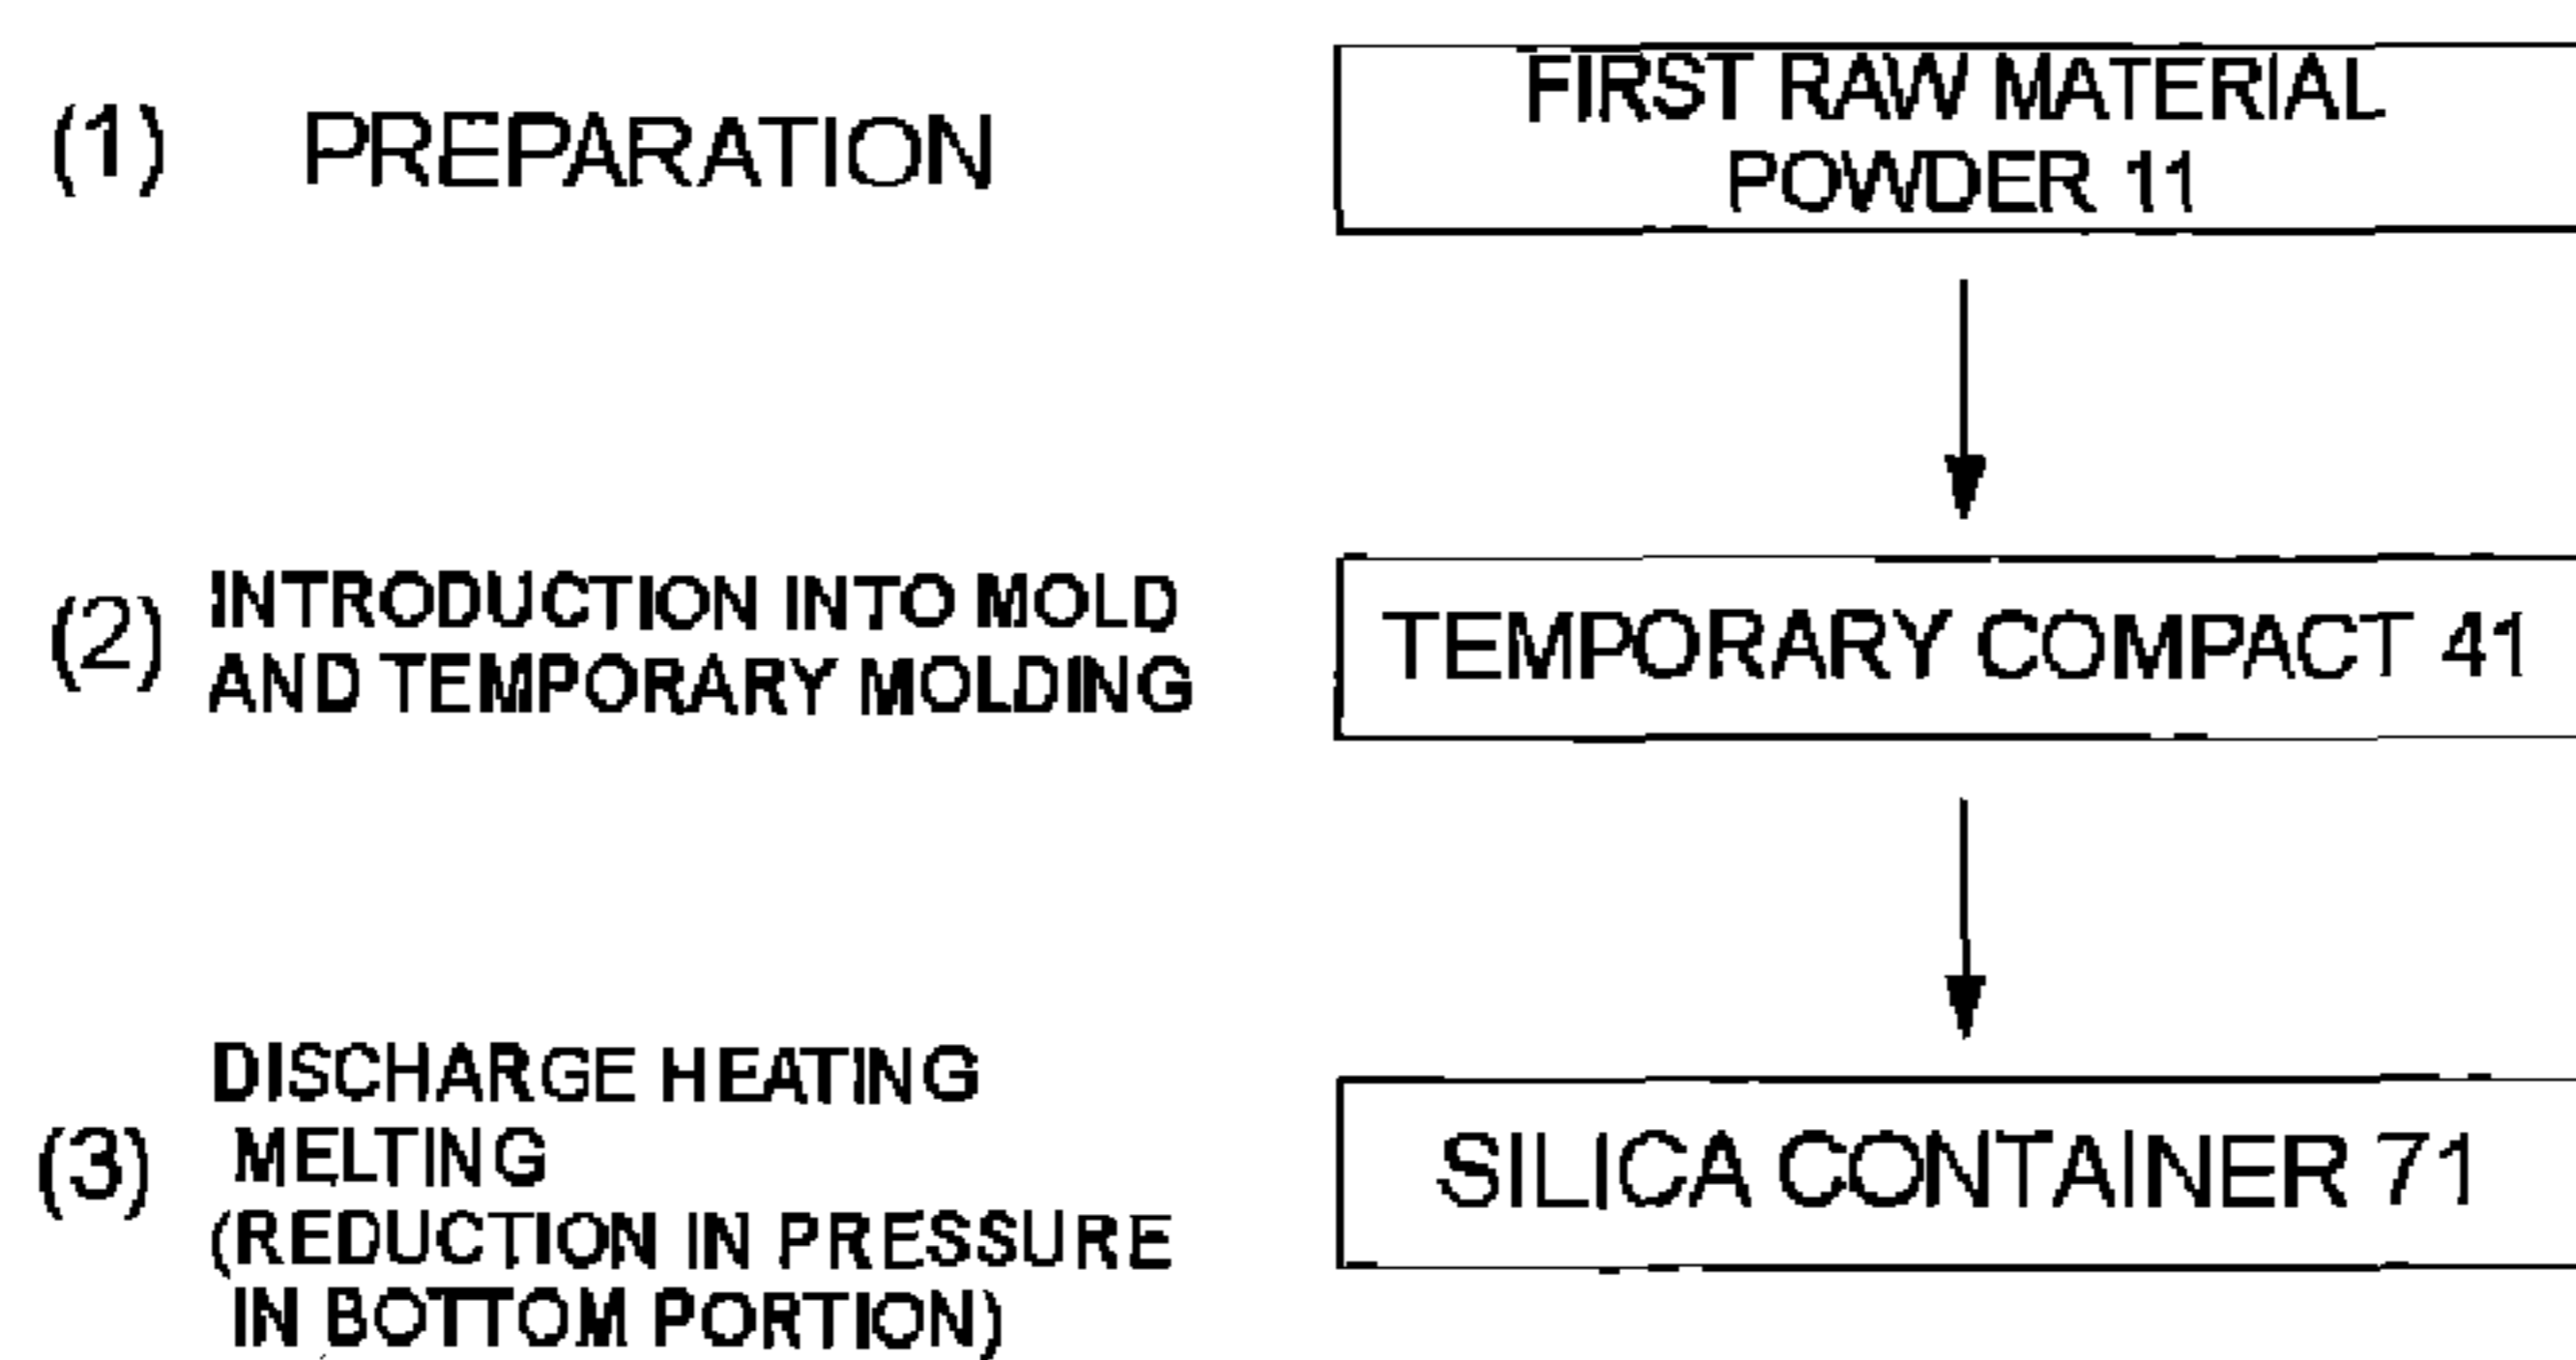 (1) PREPARATION
FIRST RAW MATERIAL
POWDER 11
(2) INTRODUCTION INTO MOLD
AND TEMPORARY MOLDING
TEMPORARY COMPACT 41
(3) DISCHARGE HEATING
MELTING
(REDUCTION IN PRESSURE
IN BOTTOM PORTION)
SILICA CONTAINER 71